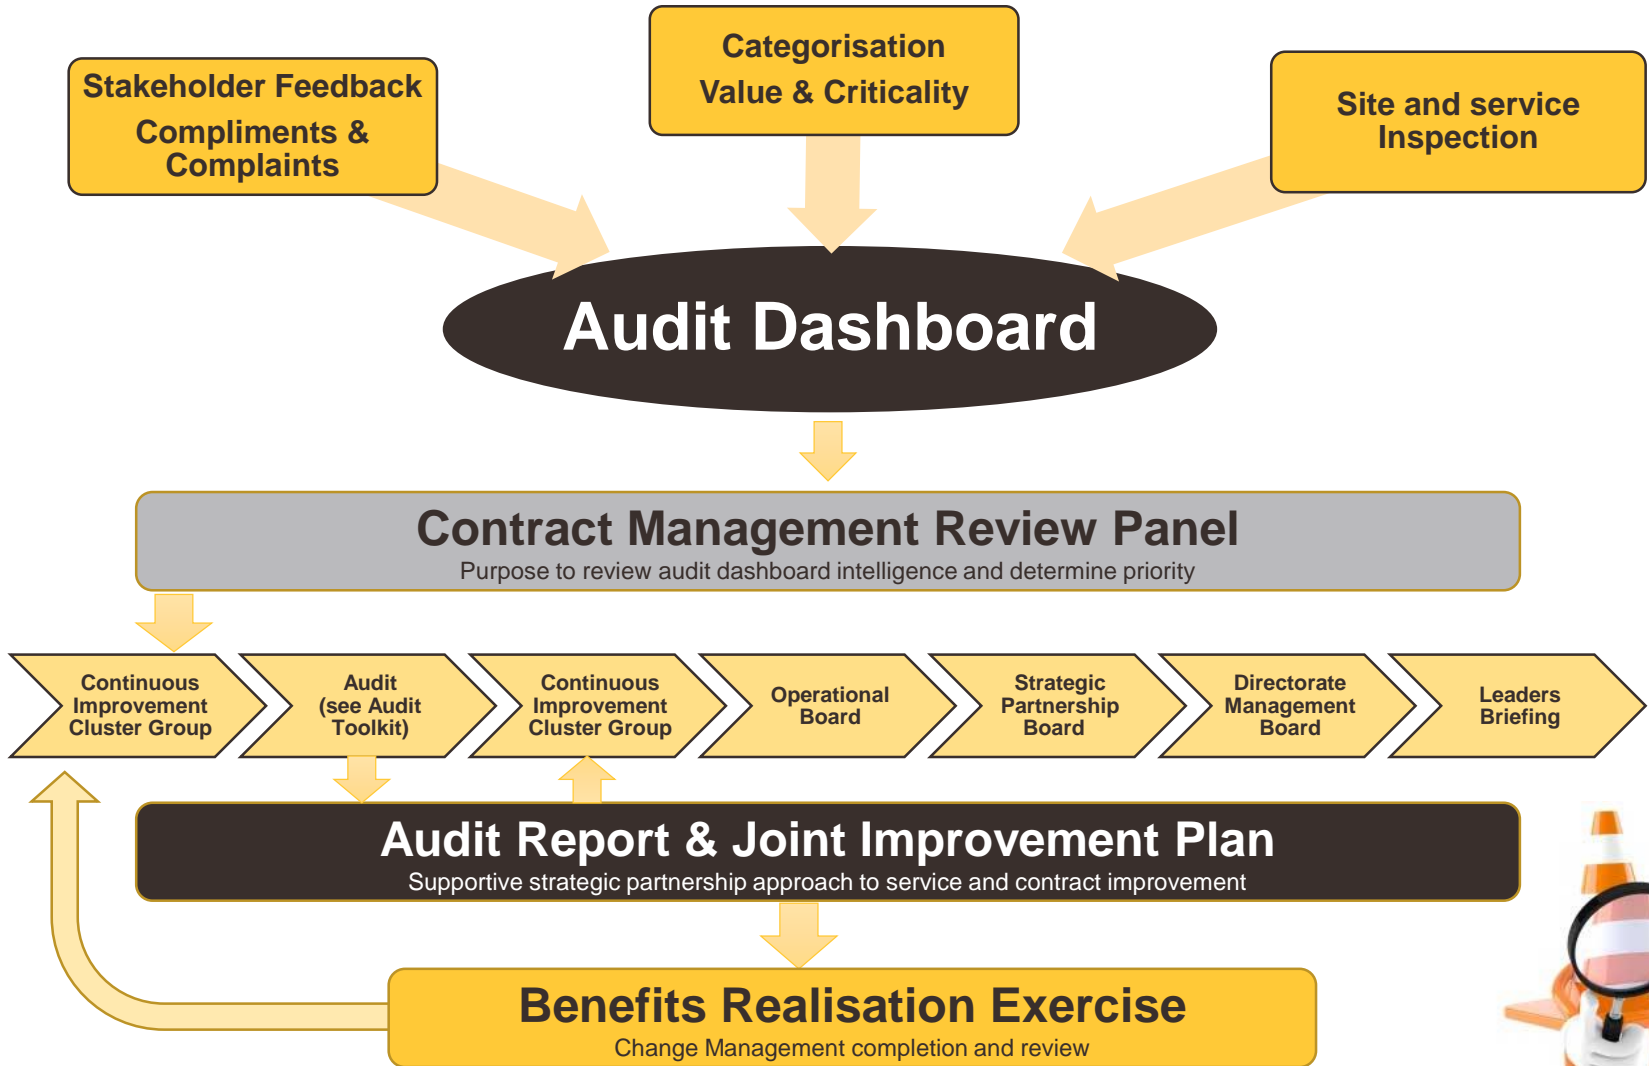 Stakeholder Feedback
Compliments &
Complaints
Categorisation
Value & Criticality
Site and service
Inspection
Audit Dashboard
Contract Management Review Panel
Purpose to review audit dashboard intelligence and determine priority
Continuous
Improvement
Cluster Group
Audit
(see Audit
Toolkit)
Continuous
Improvement
Cluster Group
Operational
Board
Strategic
Partnership
Board
Directorate
Management
Board
Leaders
Briefing
Audit Report & Joint Improvement Plan
Supportive strategic partnership approach to service and contract improvement
Benefits Realisation Exercise
Change Management completion and review